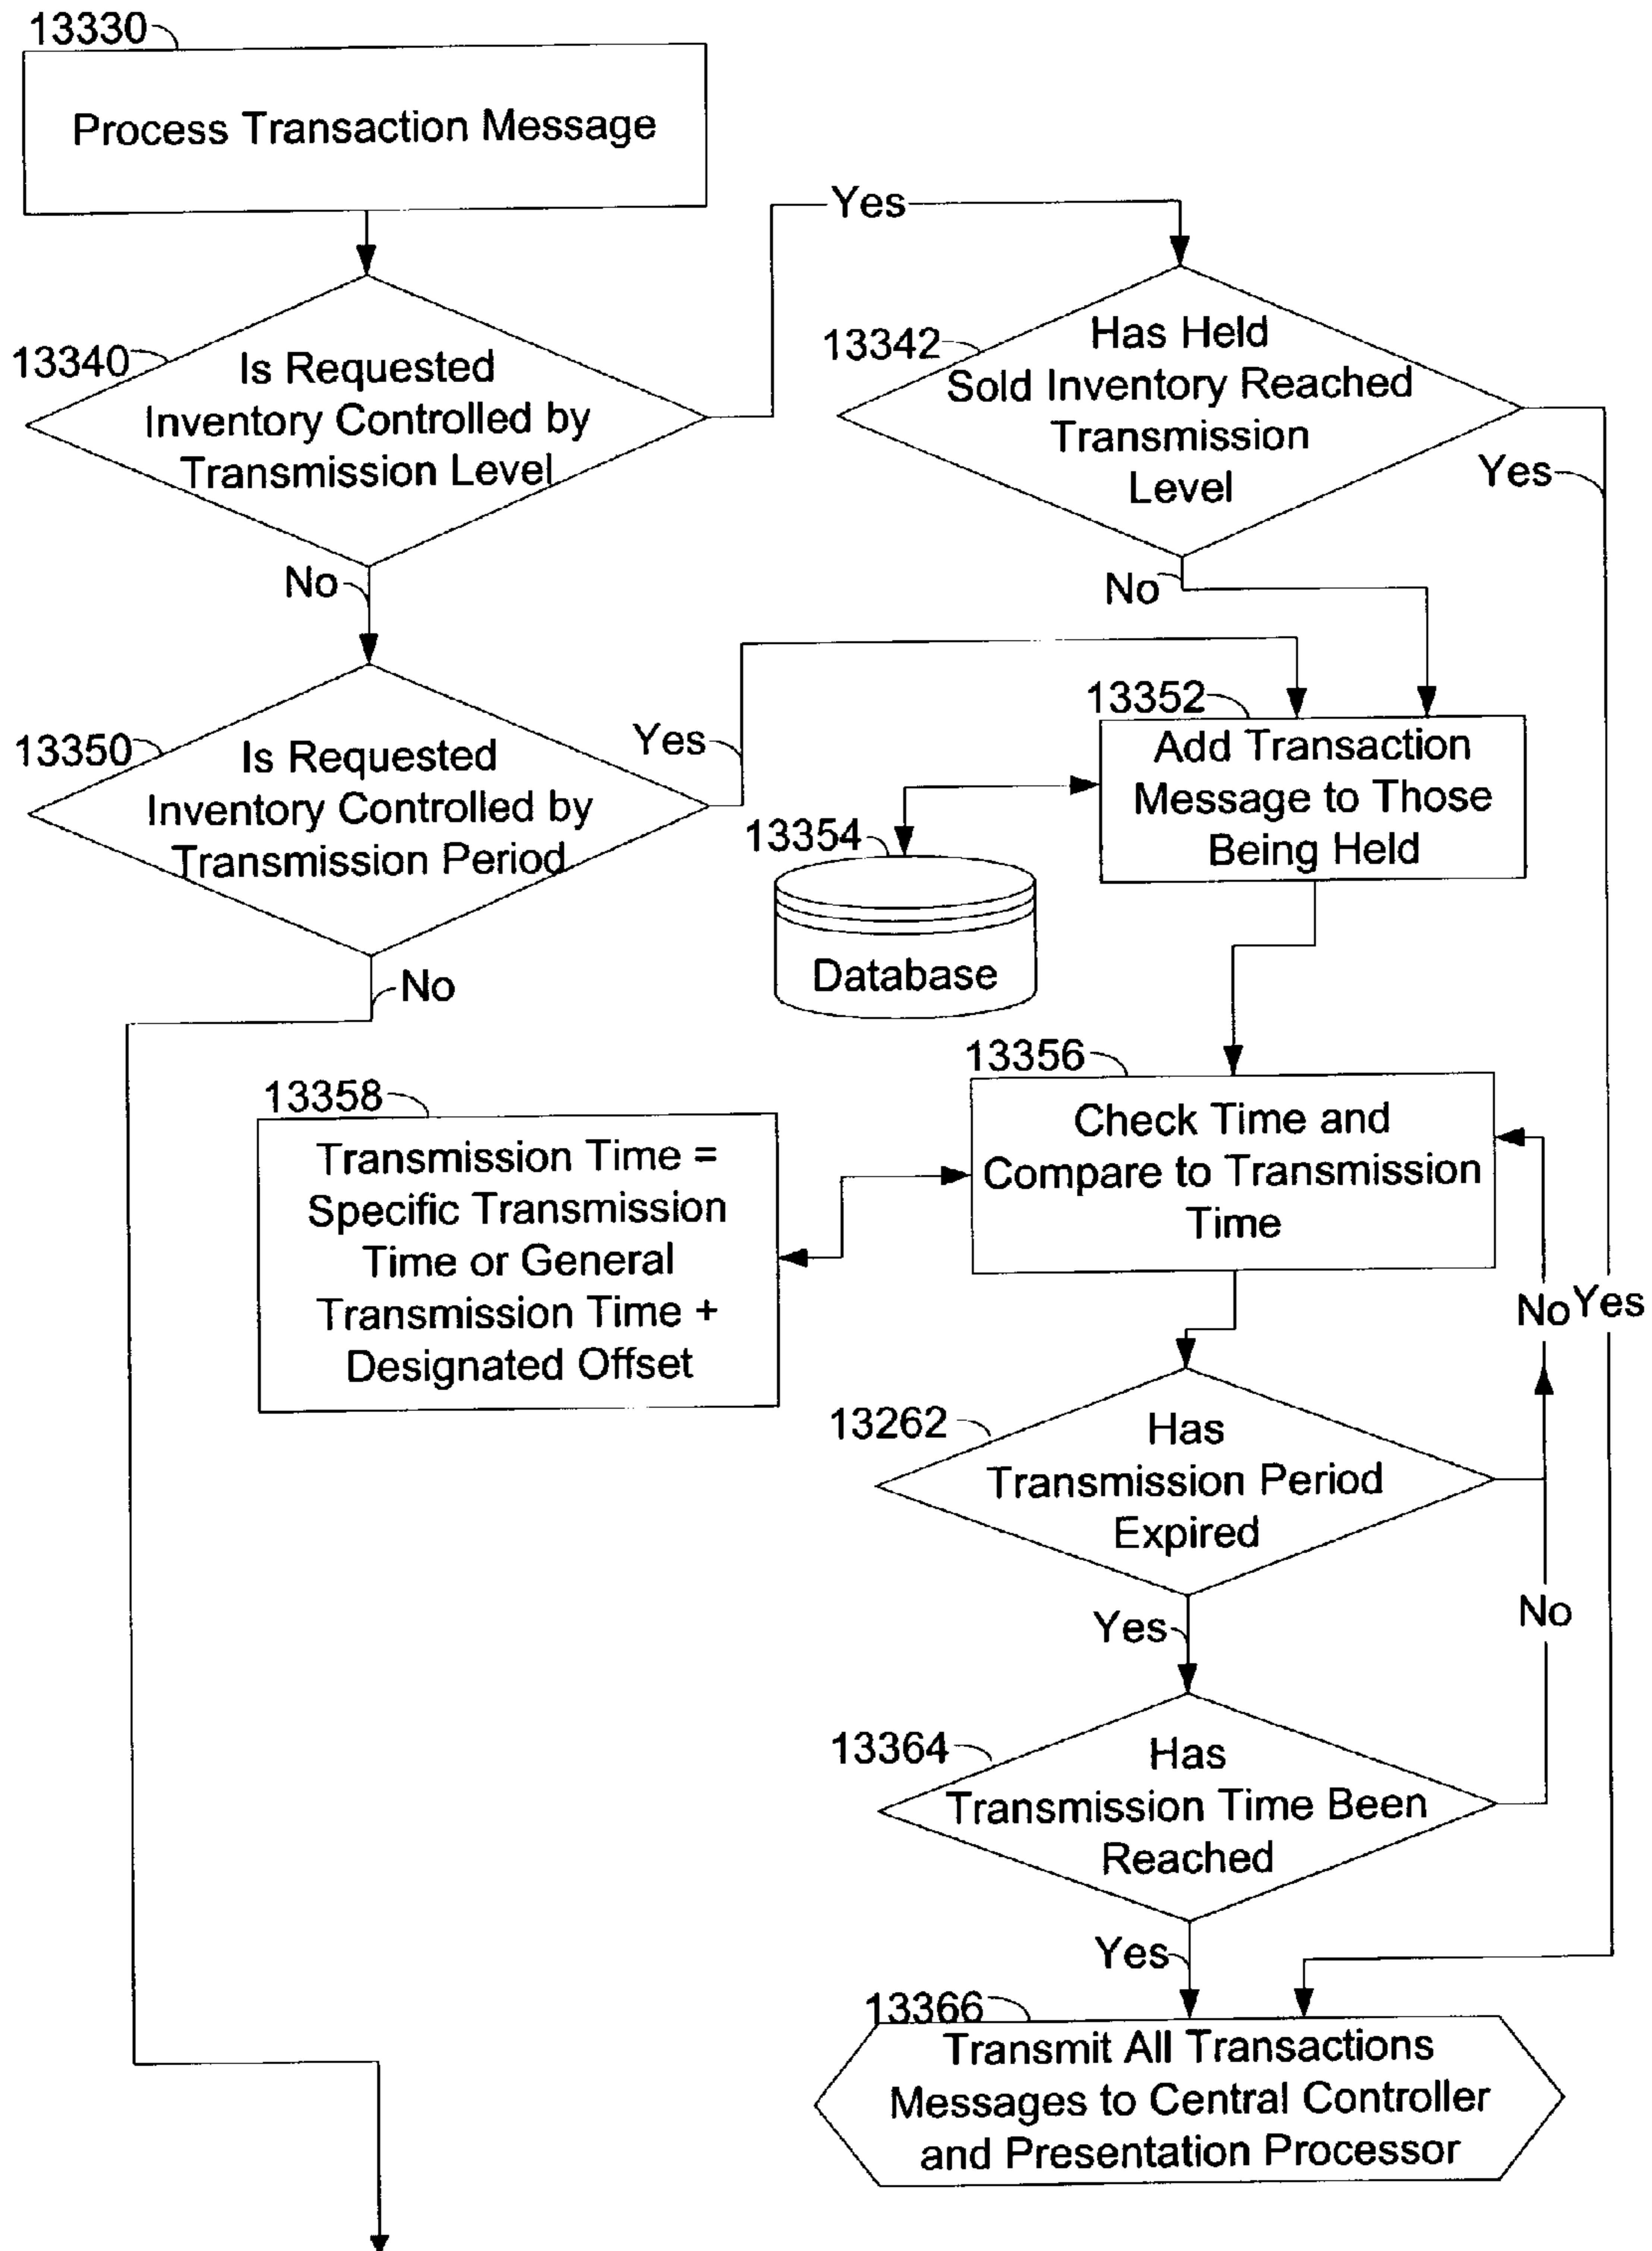 13330
Process Transaction Message
Yes
13340
Is Requested
Inventory Controlled by
Transmission Level
13342
Has Held
Sold Inventory Reached
Transmission
Level
Yes
No
No
13350
Is Requested
Inventory Controlled by
Transmission Period
Yes
13352
Add Transaction
Message to Those
Being Held
13354
Database
No
13356
Check Time and
Compare to Transmission
Time
13358
Transmission Time =
Specific Transmission
Time or General
Transmission Time +
Designated Offset
No
Yes
13262
Has
Transmission Period
Expired
Yes
No
13364
Has
Transmission Time Been
Reached
Yes
13366
Transmit All Transactions
Messages to Central Controller
and Presentation Processor